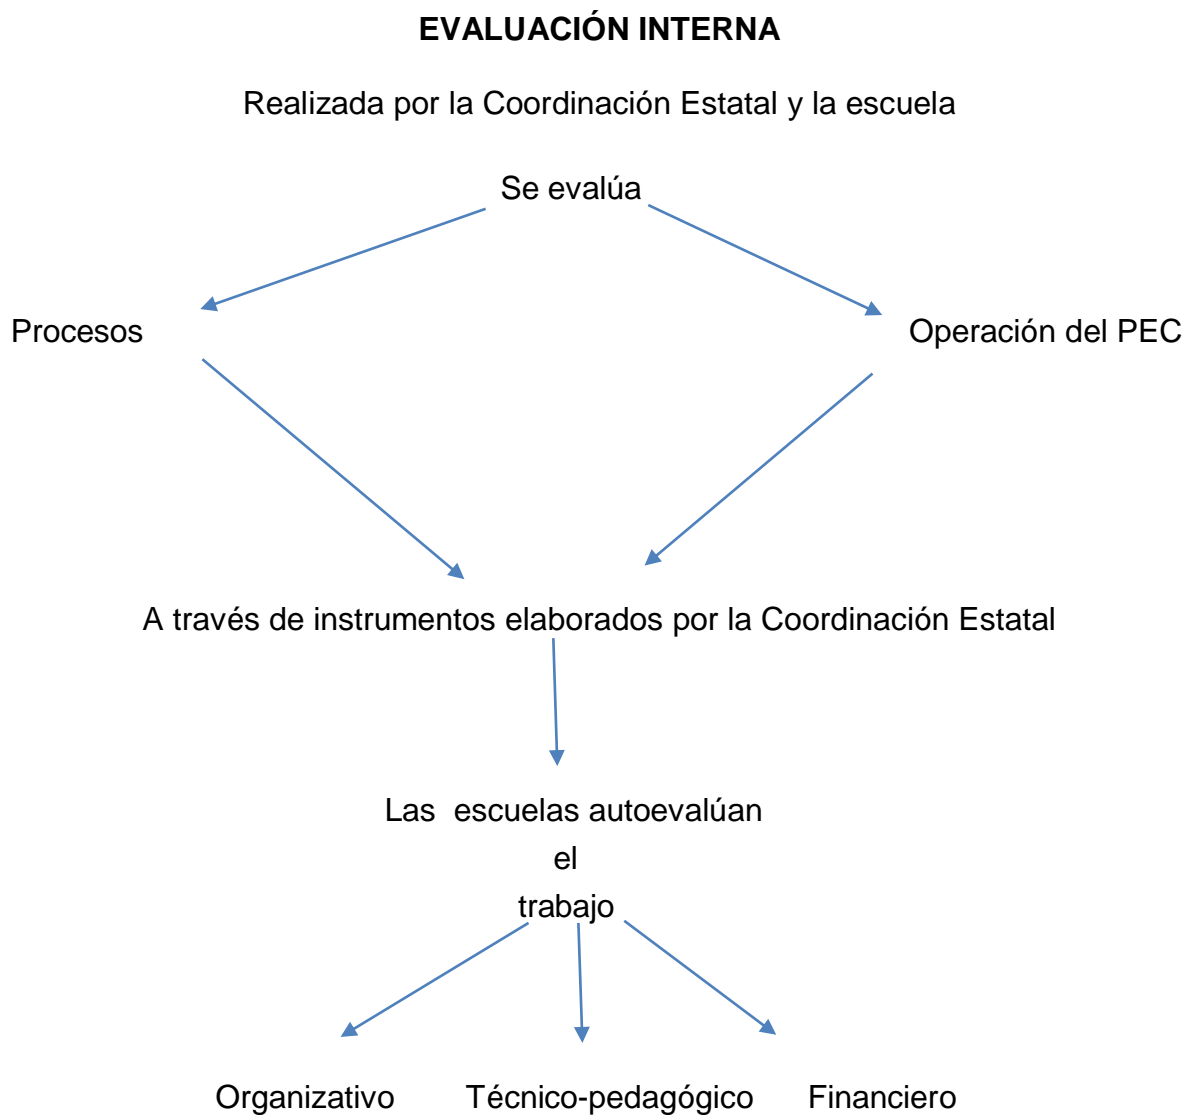 EVALUACIÓN INTERNA
Realizada por la Coordinación Estatal y la escuela
Se evalúa
Procesos
Operación del PEC
A través de instrumentos elaborados por la Coordinación Estatal
Las  escuelas autoevalúan
el
trabajo
Organizativo
Técnico-pedagógico
Financiero